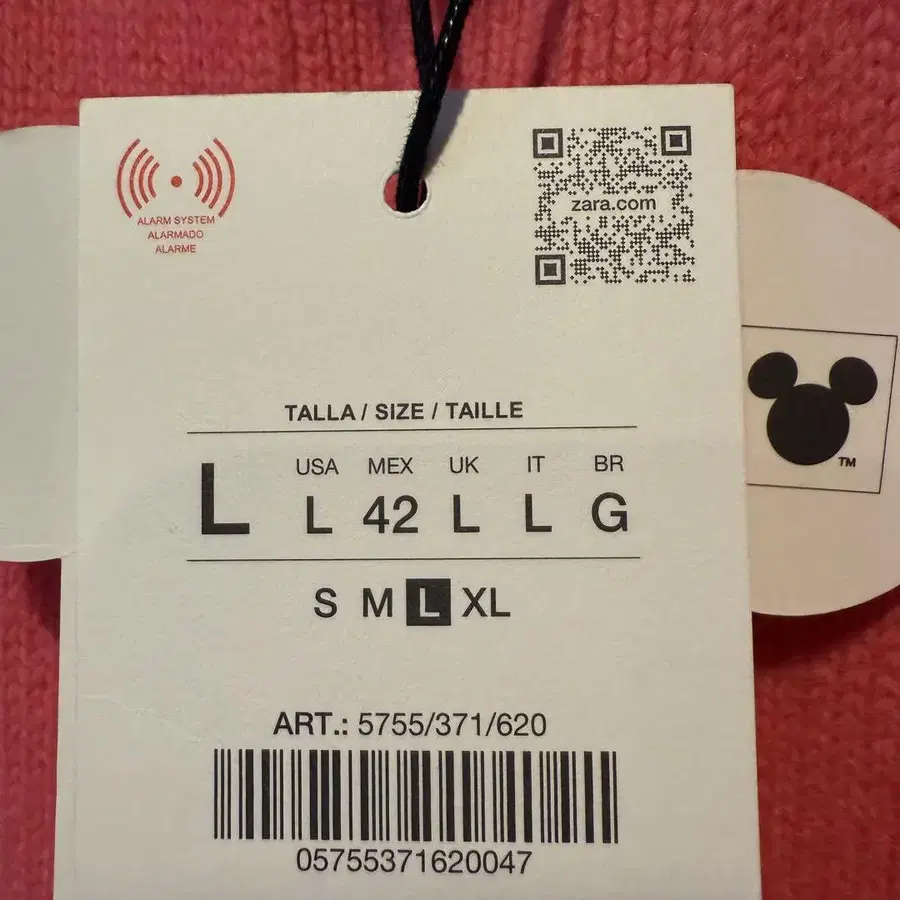 ALARM SYSTEM
ALARMADO
ALARME
zara.com
TALLA / SIZE / TAILLE
L
USA MEX UK IT BR
L 42 L L G
S M L XL
ART.: 5755/371/620
05755371620047
TM